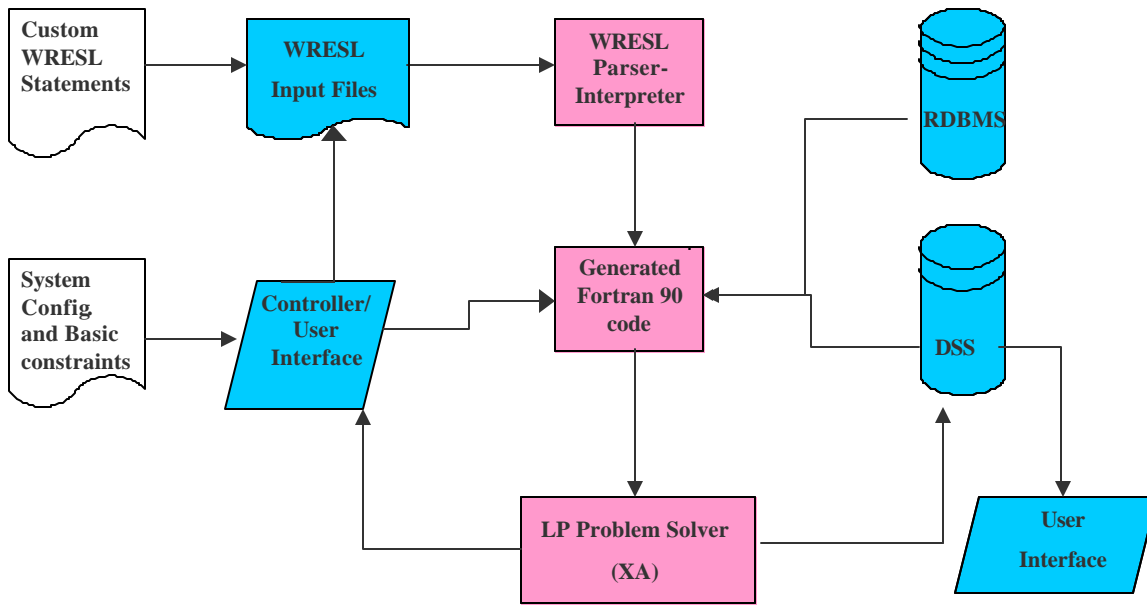 Custom
WRESL
Statements
WRESL
Input Files
WRESL
Parser-
Interpreter
RDBMS
System
Config.
and Basic
constraints
Controller/
User
Interface
Generated
Fortran 90
code
DSS
LP Problem Solver
(XA)
User
Interface